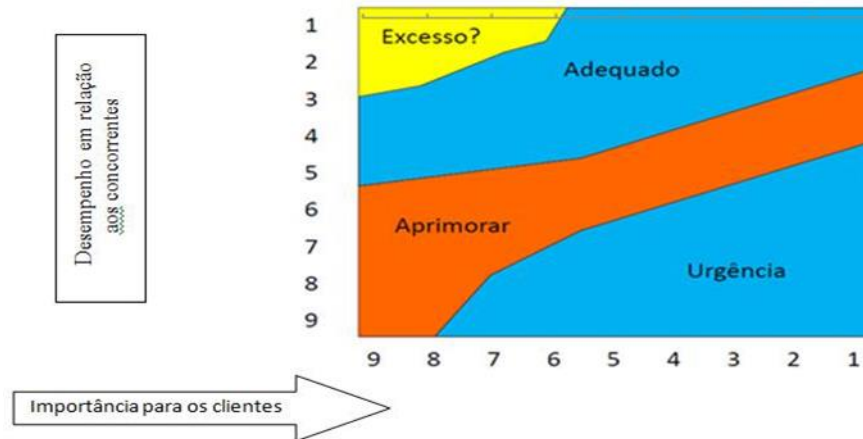 Desempenho em relação
aos concorrentes
1
2
3
4
5
6
7
8
9
Excesso?
Adequado
Aprimorar
Urgência
9 8 7 6 5 4 3 2 1
Importância para os clientes